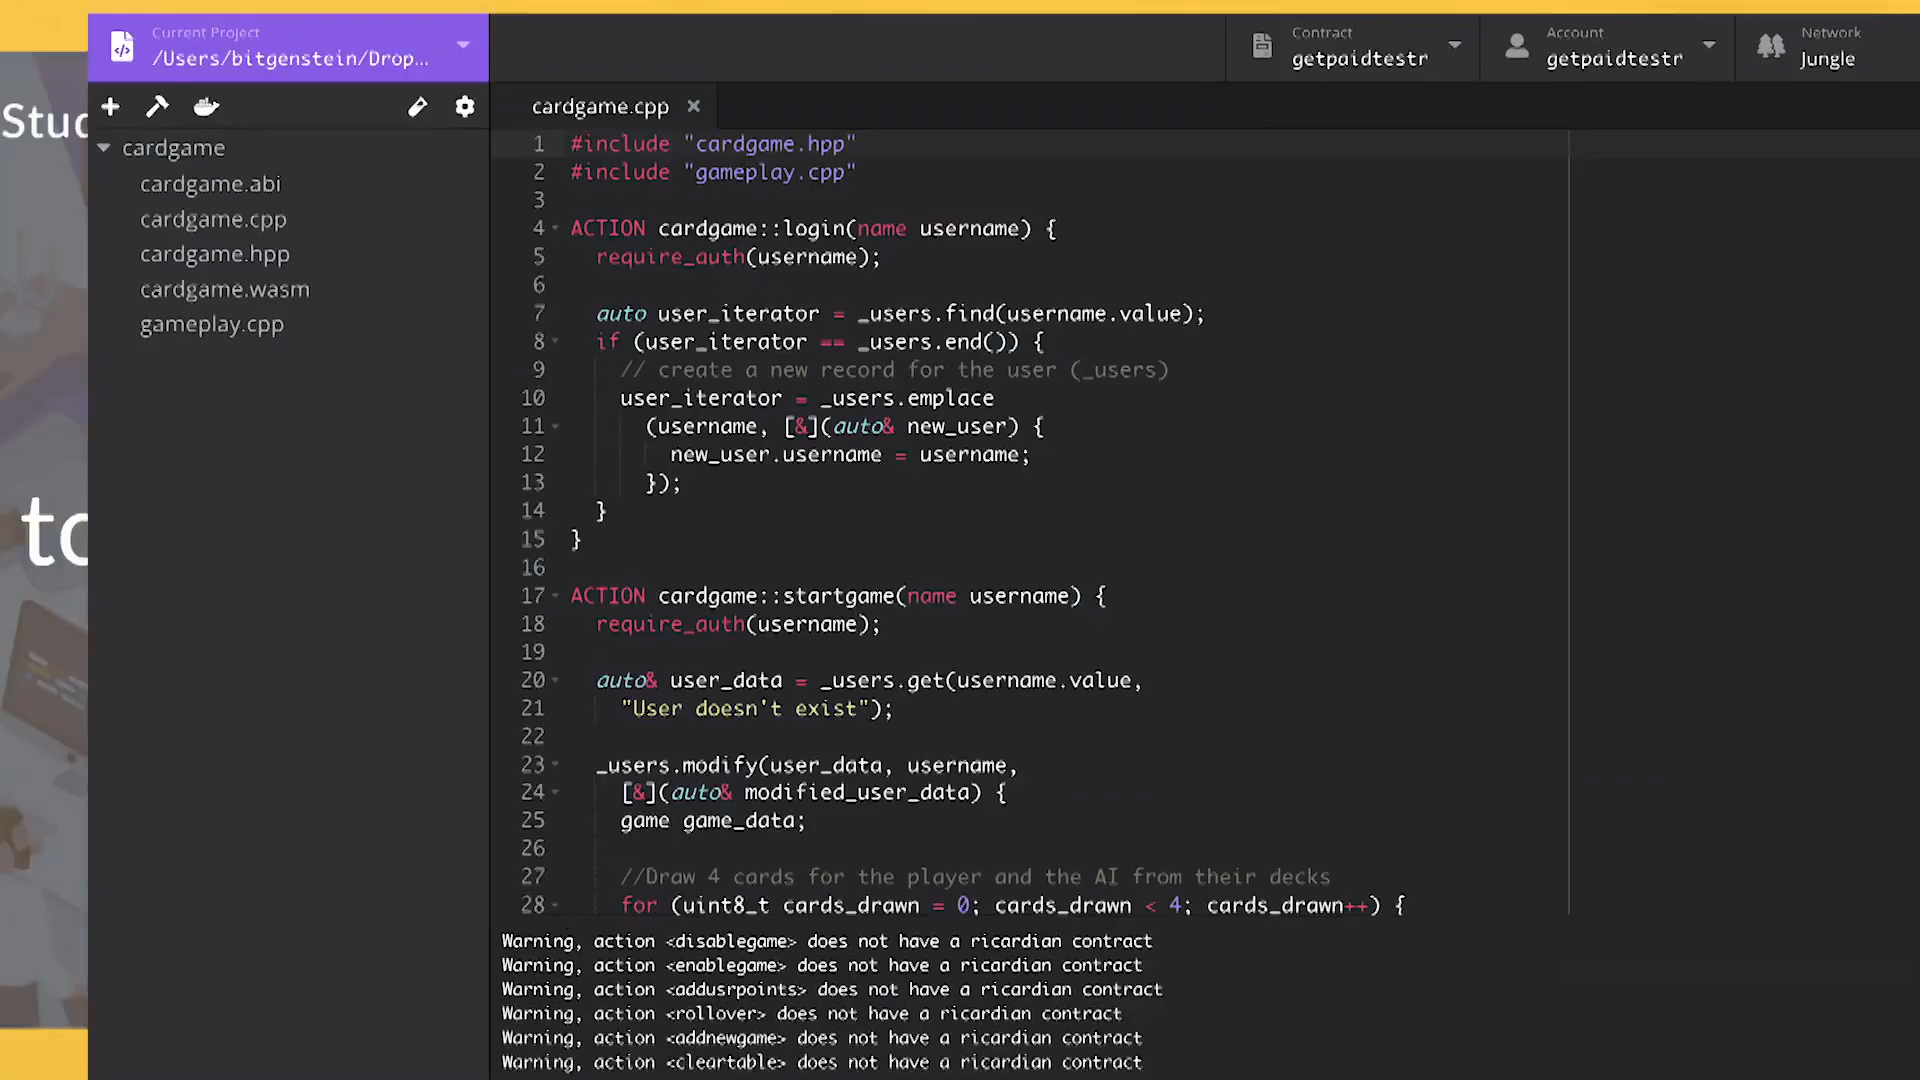 Current Project
/Users/bitgenstein/Drop...
Contract
getpaidtestr
Account
getpaidtestr
Network
Jungle
cardgame
cardgame.abi
cardgame.cpp
cardgame.hpp
cardgame.wasm
gameplay.cpp
cardgame.cpp
1 #include "cardgame.hpp"
2 #include "gameplay.cpp"
3
4 ACTION cardgame::login(name username) {
5 require_auth(username);
6
7 auto user_iterator = _users.find(username.value);
8 if (user_iterator == _users.end()) {
9 // create a new record for the user (_users)
10 user_iterator = _users.emplace
11 (username, [&](auto& new_user) {
12 new_user.username = username;
13 });
14 }
15 }
16
17 ACTION cardgame::startgame(name username) {
18 require_auth(username);
19
20 auto& user_data = _users.get(username.value,
21 "User doesn't exist");
22
23 _users.modify(user_data, username,
24 [&](auto& modified_user_data) {
25 game game_data;
26
27 //Draw 4 cards for the player and the AI from their decks
28 for (uint8_t cards_drawn = 0; cards_drawn < 4; cards_drawn++) {
Warning, action <disablegame> does not have a ricardian contract
Warning, action <enablegame> does not have a ricardian contract
Warning, action <addusrpoints> does not have a ricardian contract
Warning, action <rollover> does not have a ricardian contract
Warning, action <addnewgame> does not have a ricardian contract
Warning, action <cleartable> does not have a ricardian contract